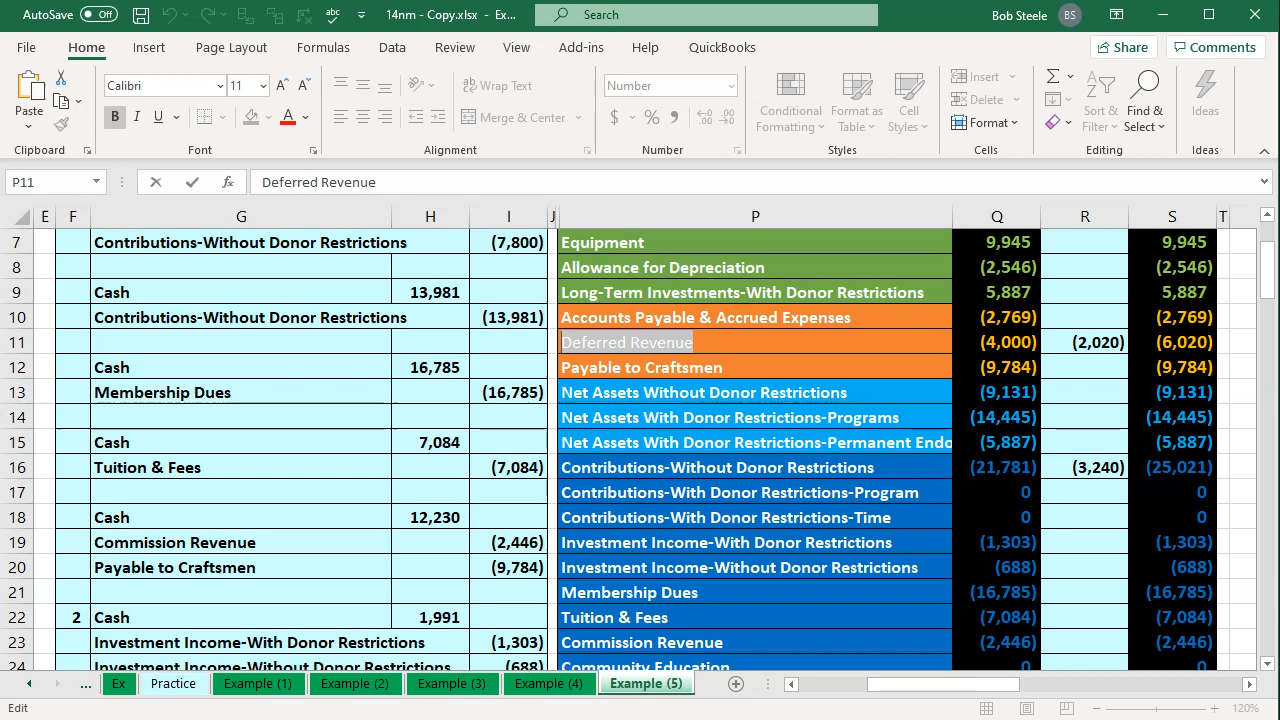 AutoSave Off 14nm - Copy.xlsx - Ex... Search Bob Steele BS
File Home Insert Page Layout Formulas Data Review View Add-ins Help QuickBooks Share Comments
Calibri 11 Wrap Text Number Insert
Paste B I U Merge & Center $ % Conditional Formatting Format as Table Cell Styles Delete Format Sort & Filter Find & Select Ideas
Clipboard Font Alignment Number Styles Cells Editing Ideas
P11 fx Deferred Revenue
E F G H I J P Q R S T
7 Contributions-Without Donor Restrictions (7,800) Equipment 9,945 9,945
8 Allowance for Depreciation (2,546) (2,546)
9 Cash 13,981 Long-Term Investments-With Donor Restrictions 5,887 5,887
10 Contributions-Without Donor Restrictions (13,981) Accounts Payable & Accrued Expenses (2,769) (2,769)
11 Deferred Revenue (4,000) (2,020) (6,020)
12 Cash 16,785 Payable to Craftsmen (9,784) (9,784)
13 Membership Dues (16,785) Net Assets Without Donor Restrictions (9,131) (9,131)
14 Net Assets With Donor Restrictions-Programs (14,445) (14,445)
15 Cash 7,084 Net Assets With Donor Restrictions-Permanent Endo (5,887) (5,887)
16 Tuition & Fees (7,084) Contributions-Without Donor Restrictions (21,781) (3,240) (25,021)
17 Contributions-With Donor Restrictions-Program 0 0
18 Cash 12,230 Contributions-With Donor Restrictions-Time 0 0
19 Commission Revenue (2,446) Investment Income-With Donor Restrictions (1,303) (1,303)
20 Payable to Craftsmen (9,784) Investment Income-Without Donor Restrictions (688) (688)
21 Membership Dues (16,785) (16,785)
22 2 Cash 1,991 Tuition & Fees (7,084) (7,084)
23 Investment Income-With Donor Restrictions (1,303) Commission Revenue (2,446) (2,446)
24 Investment Income-Without Donor Restrictions (688) Community Education 0 0
... Ex Practice Example (1) Example (2) Example (3) Example (4) Example (5)
Edit 120%